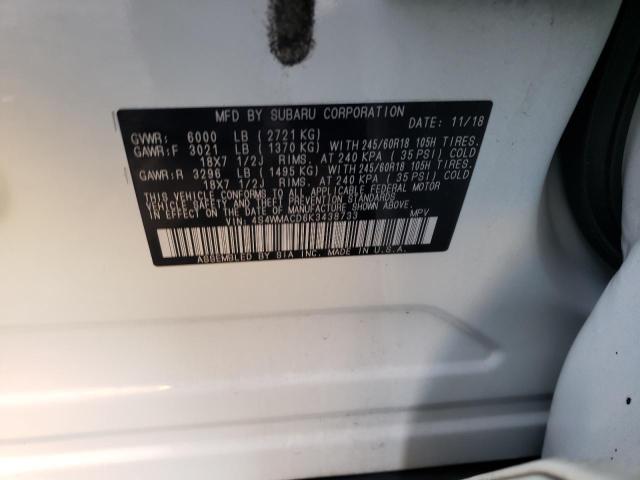 MFD BY SUBARU CORPORATION DATE: 11/18
GVWR: 6000 LB ( 2721 KG)
GAWR:F 3021 LB ( 1370 KG) WITH 245/60R18 105H TIRES.
18X7 1/2J RIMS. AT 240 KPA ( 35 PSI) COLD
GAWR:R 3296 LB ( 1495 KG) WITH 245/60R18 105H TIRES.
18X7 1/2J RIMS. AT 240 KPA ( 35 PSI) COLD
THIS VEHICLE CONFORMS TO ALL APPLICABLE FEDERAL MOTOR
VEHICLE SAFETY, BUMPER, AND THEFT PREVENTION STANDARDS
IN EFFECT ON THE DATE OF MANUFACTURE SHOWN ABOVE.
VIN: MPV
ASSEMBLED BY SIA MADE IN U.S.A.